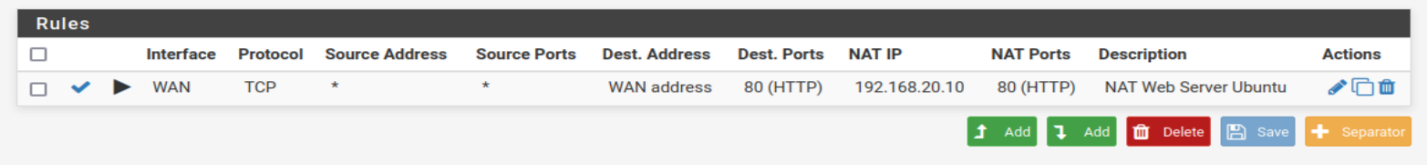 Rules
Interface Protocol Source Address Source Ports Dest. Address Dest. Ports NAT IP NAT Ports Description Actions
WAN TCP * * WAN address 80 (HTTP) 192.168.20.10 80 (HTTP) NAT Web Server Ubuntu
Add Add Delete Save Separator